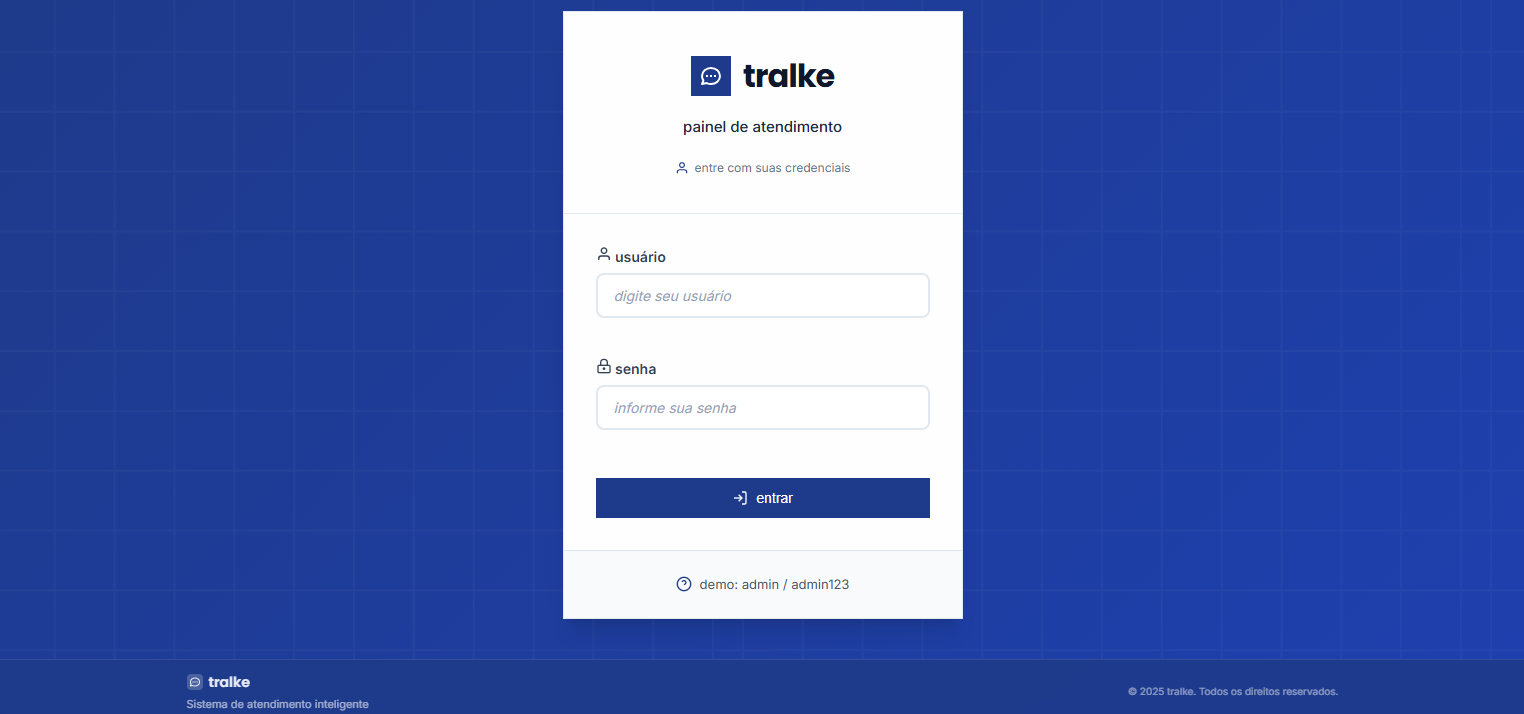 tralke
painel de atendimento
entre com suas credenciais
usuário
digite seu usuário
senha
informe sua senha
entrar
demo: admin / admin123
tralke
Sistema de atendimento inteligente
© 2025 tralke. Todos os direitos reservados.